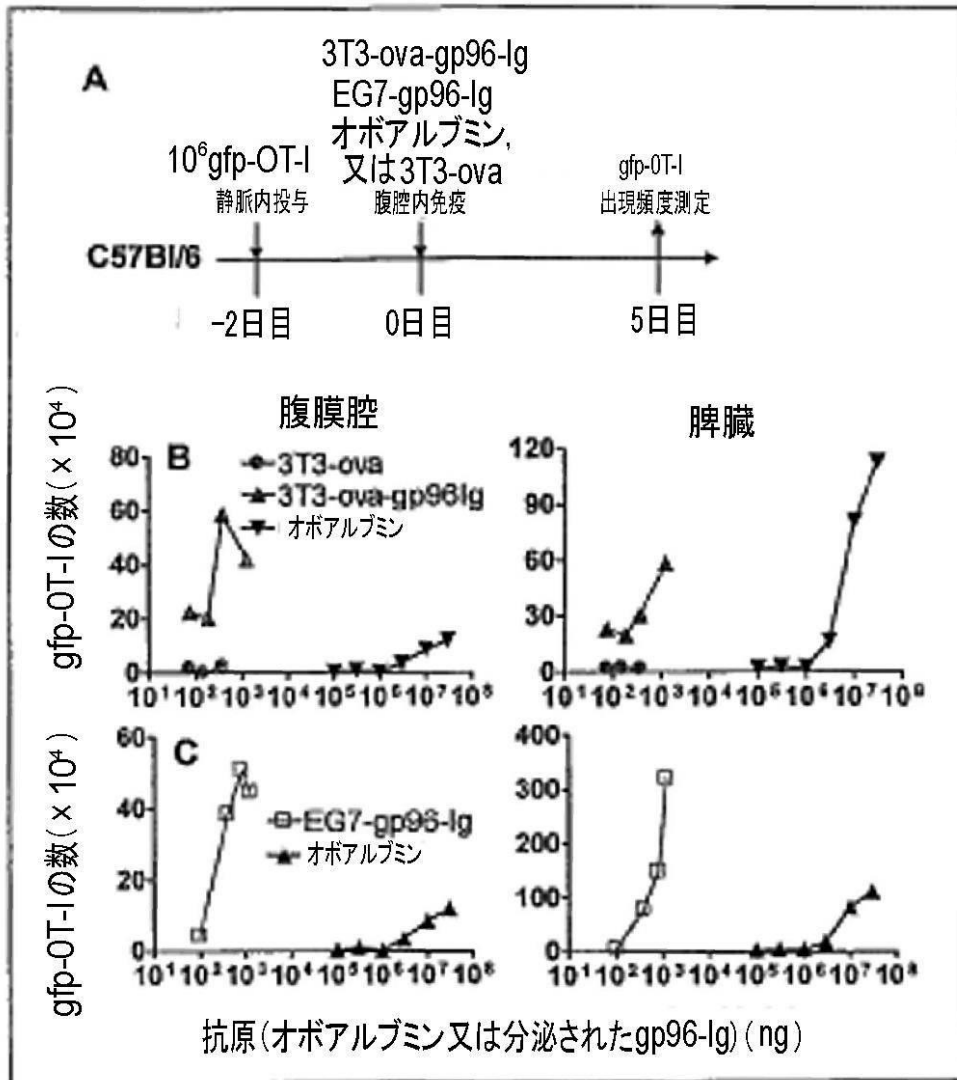 A
3T3-ova-gp96-Ig
EG7-gp96-Ig
オボアルブミン,
又は3T3-ova
腹腔内免疫
10⁶gfp-OT-I
静脈内投与
gfp-OT-I
出現頻度測定
C57Bl/6
-2日目
0日目
5日目
腹膜腔
脾臓
gfp-OT-Iの数(×10⁴)
B
3T3-ova
3T3-ova-gp96Ig
オボアルブミン
80
60
40
20
0
10¹ 10² 10³ 10⁴ 10⁵ 10⁶ 10⁷ 10⁸
120
90
60
30
0
10¹ 10² 10³ 10⁴ 10⁵ 10⁶ 10⁷ 10⁹
gfp-OT-Iの数(×10⁴)
C
EG7-gp96-Ig
オボアルブミン
60
40
20
0
10¹ 10² 10³ 10⁴ 10⁵ 10⁶ 10⁷ 10⁸
400
300
200
100
0
10¹ 10² 10³ 10⁴ 10⁵ 10⁶ 10⁷ 10⁸
抗原(オボアルブミン又は分泌されたgp96-Ig)(ng)